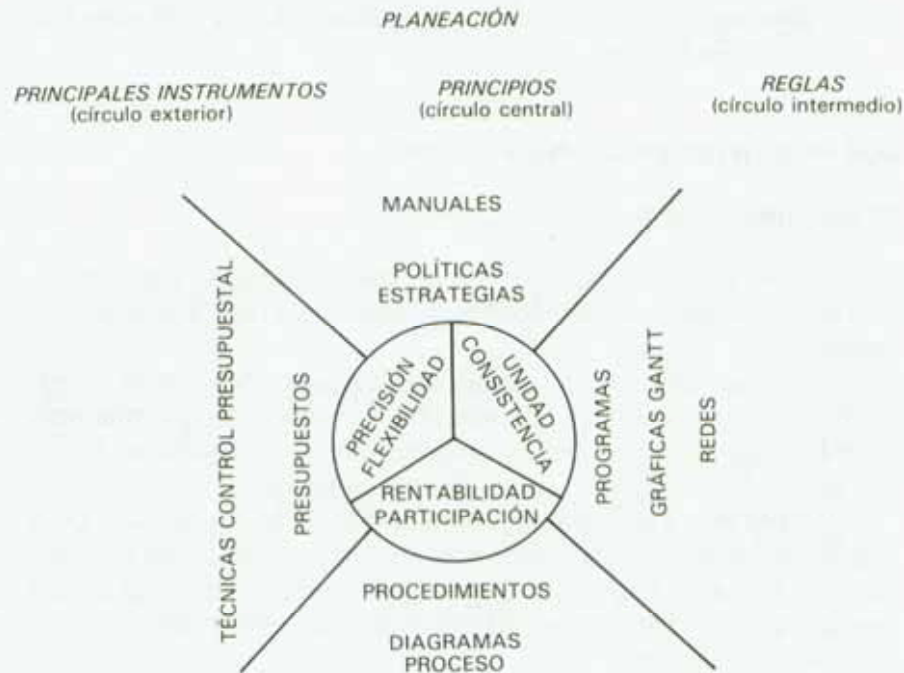 PLANEACIÓN
PRINCIPALES INSTRUMENTOS
(círculo exterior)
PRINCIPIOS
(círculo central)
REGLAS
(círculo intermedio)
MANUALES
POLÍTICAS
ESTRATEGIAS
TÉCNICAS CONTROL PRESUPUESTAL
PRESUPUESTOS
PRECISIÓN
FLEXIBILIDAD
UNIDAD
CONSISTENCIA
RENTABILIDAD
PARTICIPACIÓN
PROGRAMAS
GRÁFICAS GANTT
REDES
PROCEDIMIENTOS
DIAGRAMAS
PROCESO